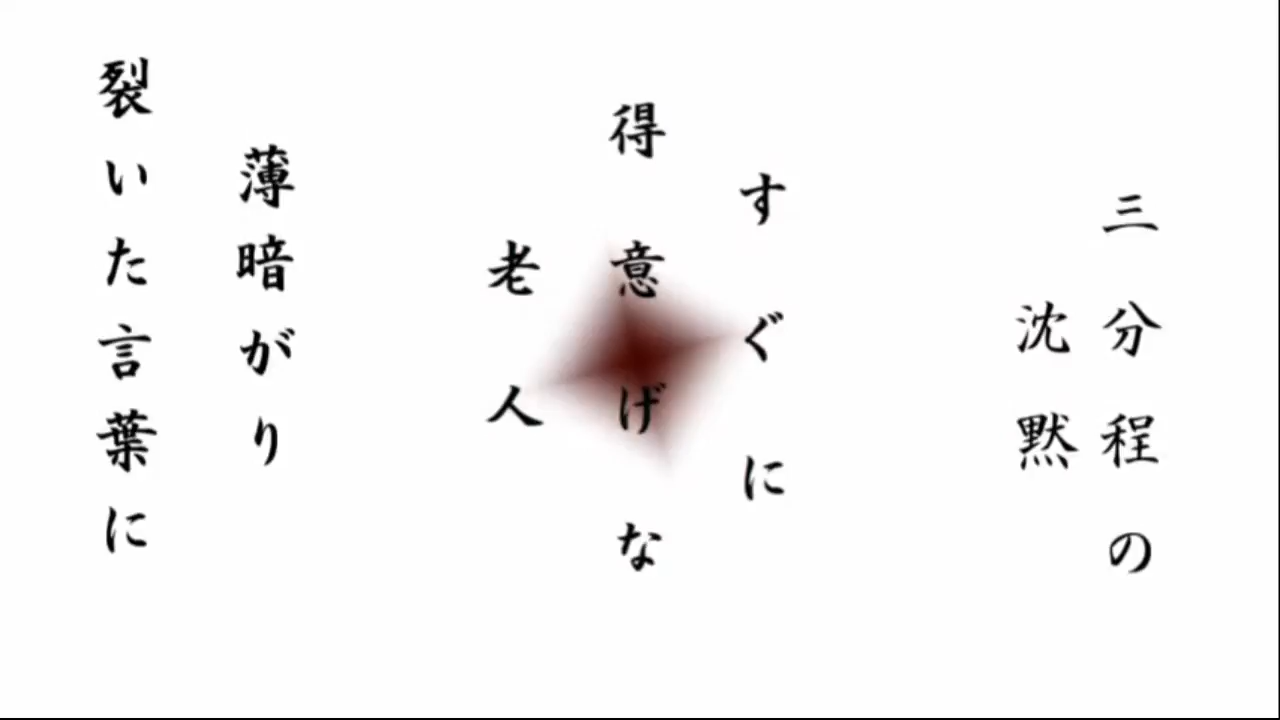 三分程の
沈黙
すぐに
得意げな
老人
薄暗がり
裂いた言葉に